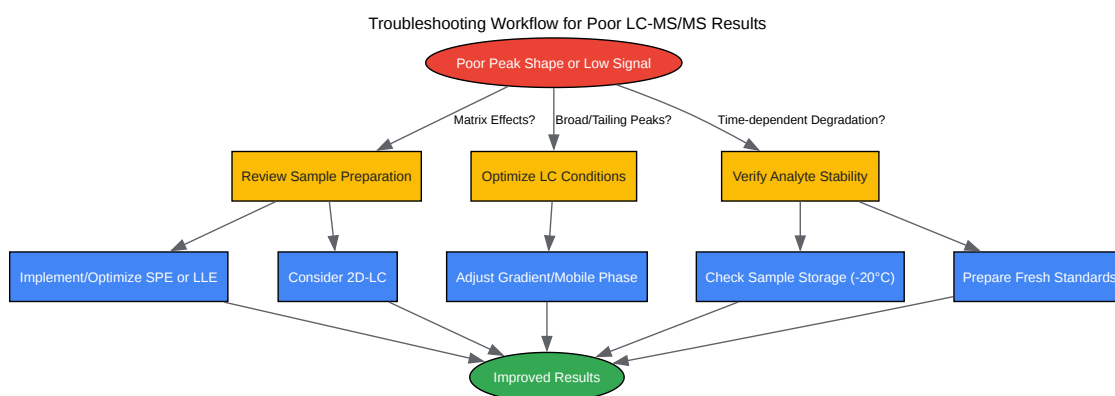 Troubleshooting Workflow for Poor LC-MS/MS Results
Poor Peak Shape or Low Signal
Matrix Effects?
Broad/Tailing Peaks?
Time-dependent Degradation?
Review Sample Preparation
Optimize LC Conditions
Verify Analyte Stability
Implement/Optimize SPE or LLE
Consider 2D-LC
Adjust Gradient/Mobile Phase
Check Sample Storage (-20°C)
Prepare Fresh Standards
Improved Results